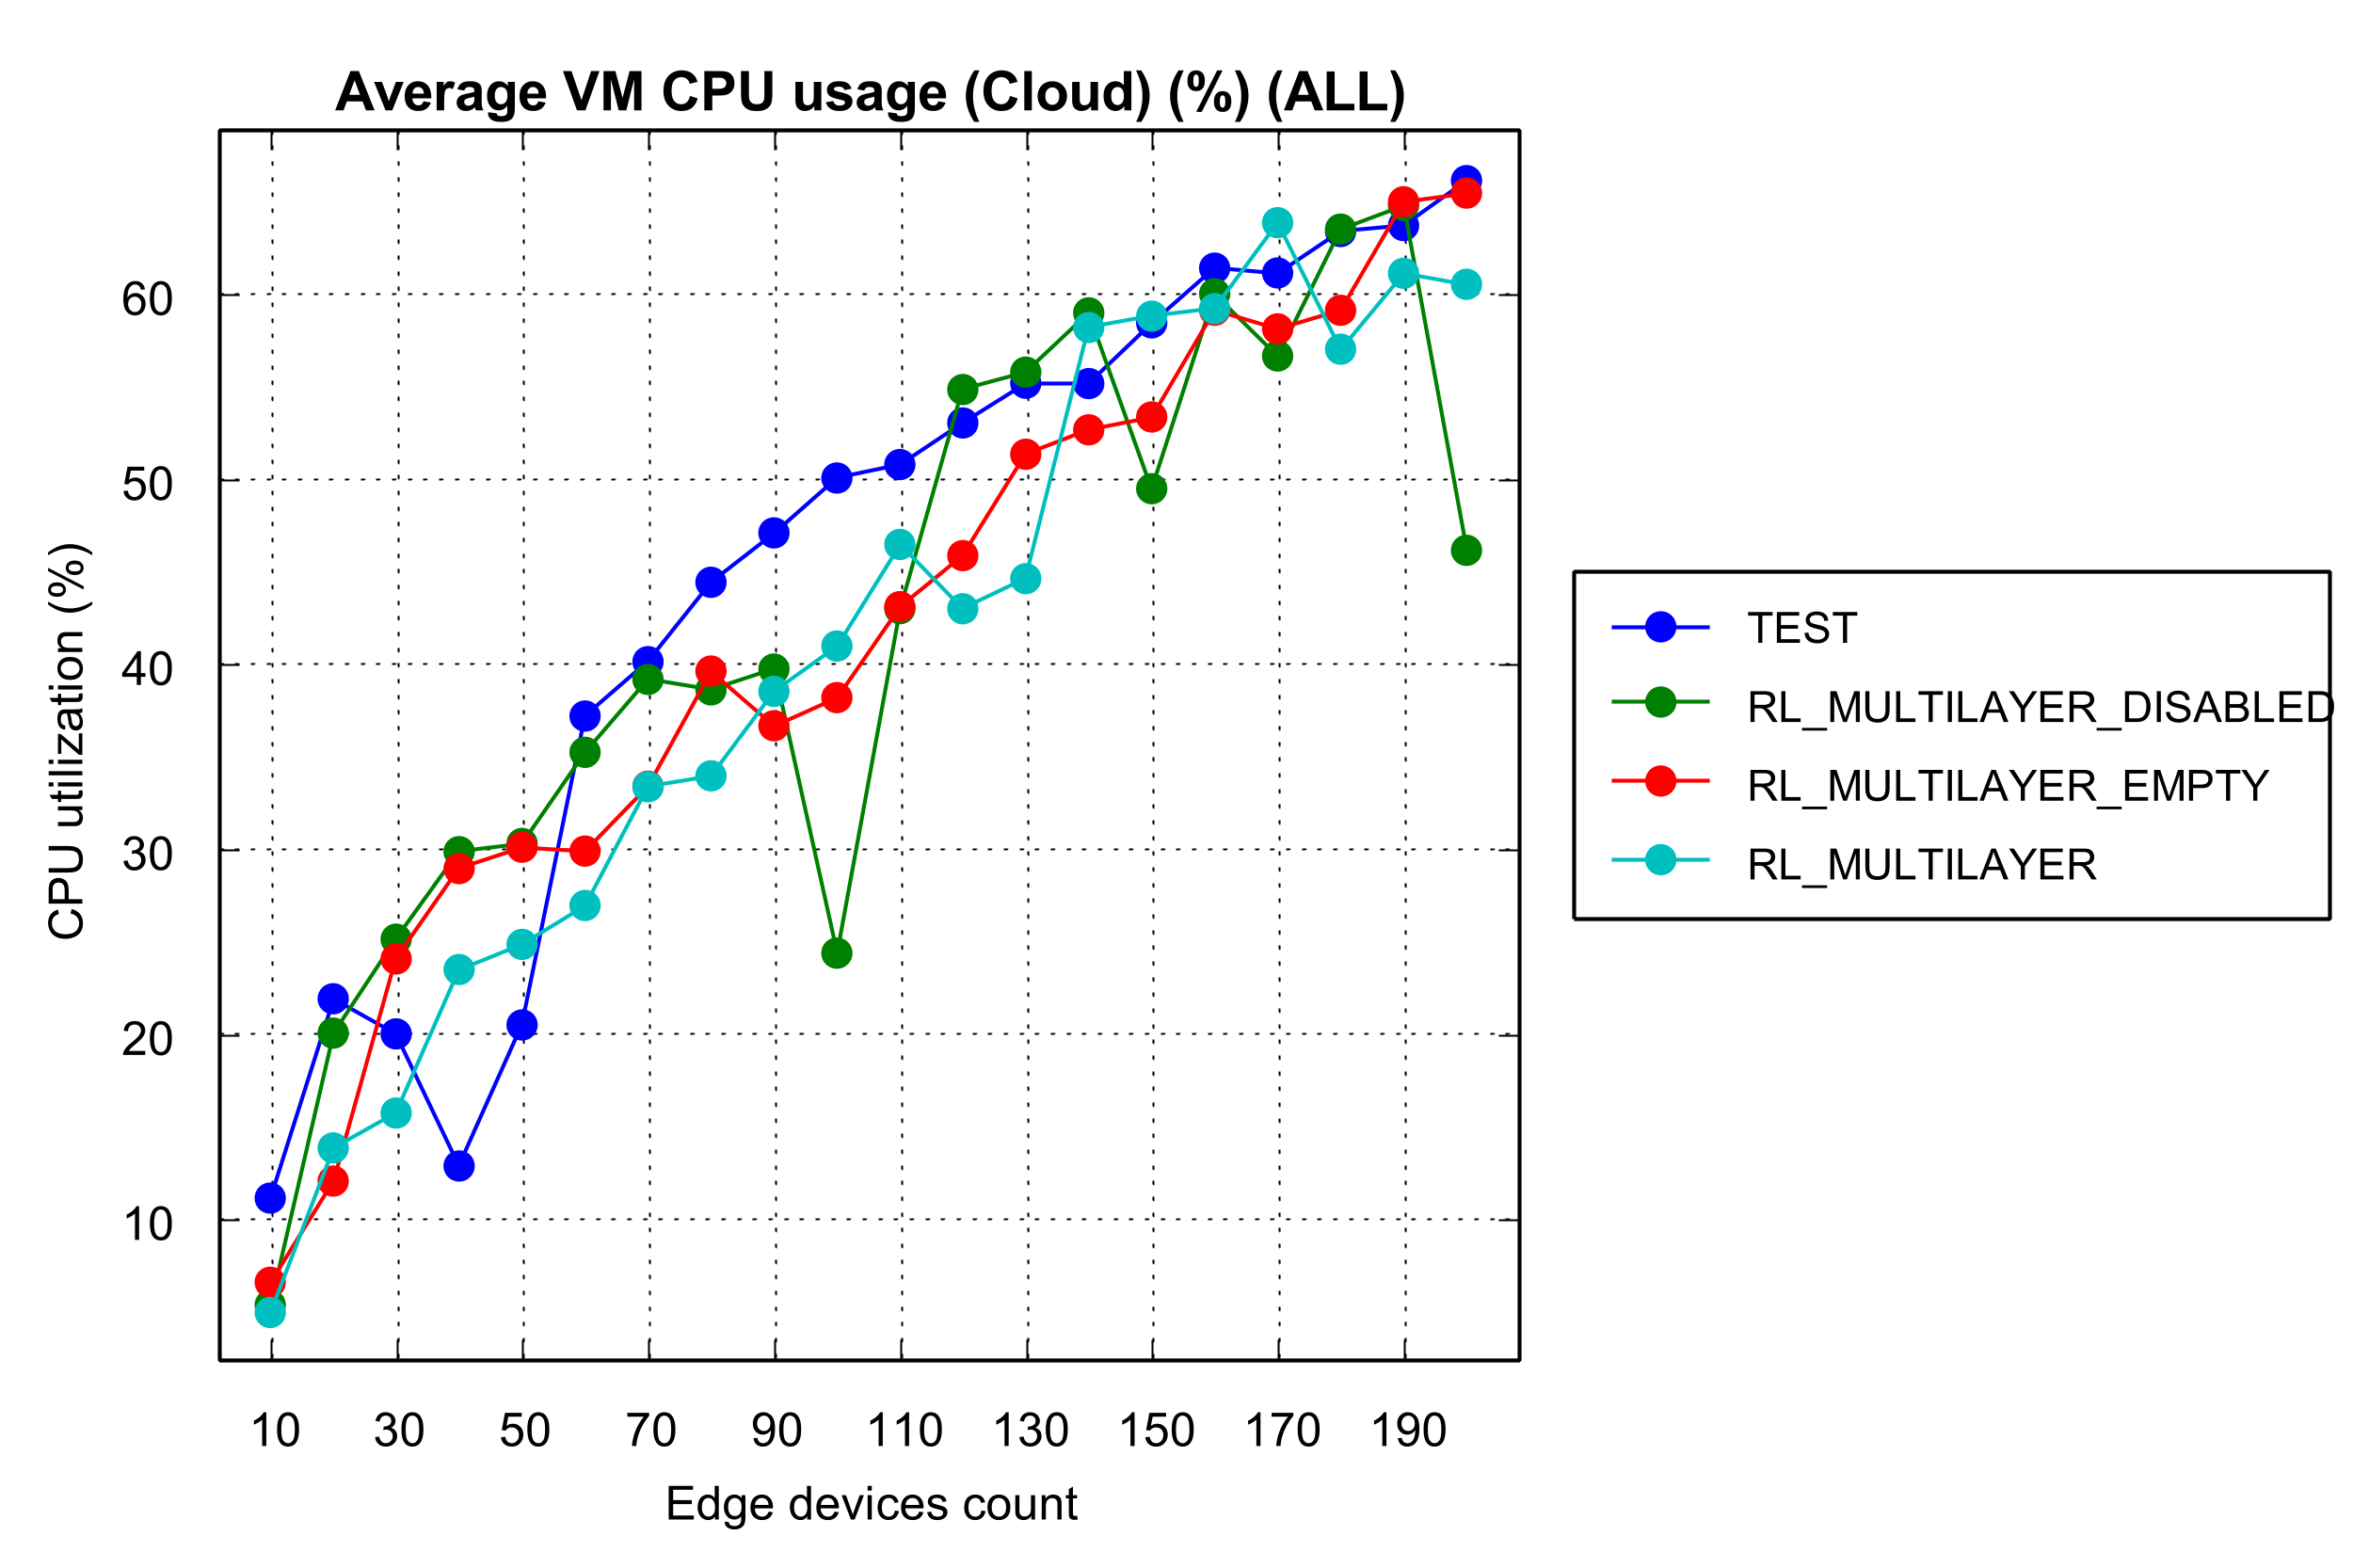 Average VM CPU usage (Cloud) (%) (ALL)
CPU utilization (%)
60
50
40
30
20
10
10 30 50 70 90 110 130 150 170 190
Edge devices count
TEST
RL_MULTILAYER_DISABLED
RL_MULTILAYER_EMPTY
RL_MULTILAYER